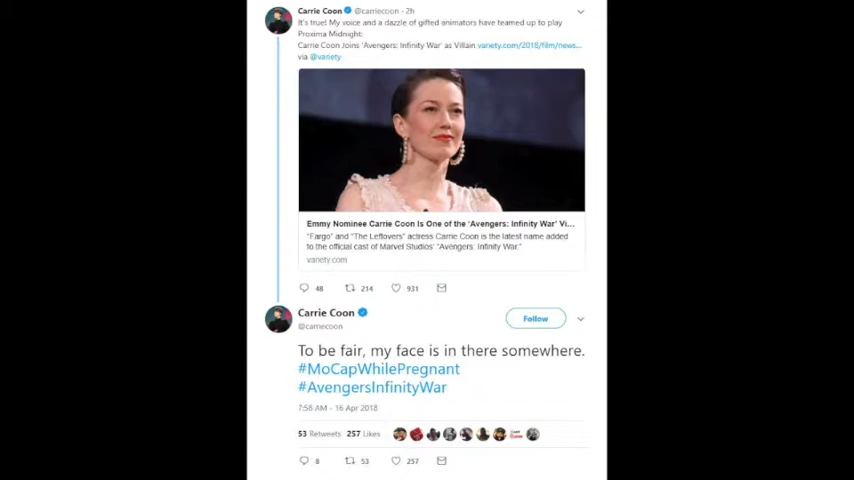 Carrie Coon @carriecoon · 2h
It's true! My voice and a dazzle of gifted animators have teamed up to play
Proxima Midnight:
Carrie Coon Joins 'Avengers: Infinity War' as Villain variety.com/2018/film/news...
via @variety
Emmy Nominee Carrie Coon Is One of the 'Avengers: Infinity War' Vi...
"Fargo" and "The Leftovers" actress Carrie Coon is the latest name added
to the official cast of Marvel Studios' "Avengers: Infinity War."
variety.com
48 214 931
Carrie Coon
Follow
@carriecoon
To be fair, my face is in there somewhere.
#MoCapWhilePregnant
#AvengersInfinityWar
7:58 AM - 16 Apr 2018
53 Retweets 257 Likes
8 53 257